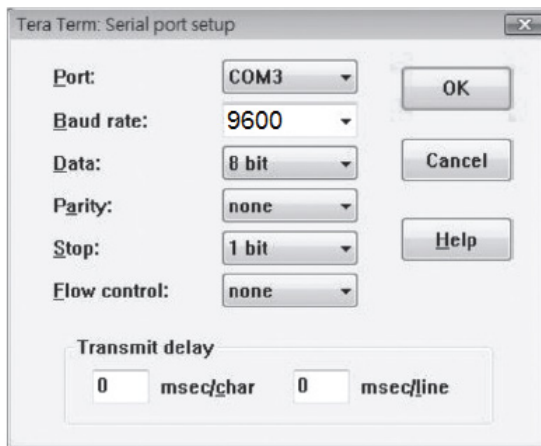 Tera Term: Serial port setup
Port: COM3 OK
Baud rate: 9600
Data: 8 bit Cancel
Parity: none
Stop: 1 bit Help
Flow control: none
Transmit delay
0 msec/char 0 msec/line